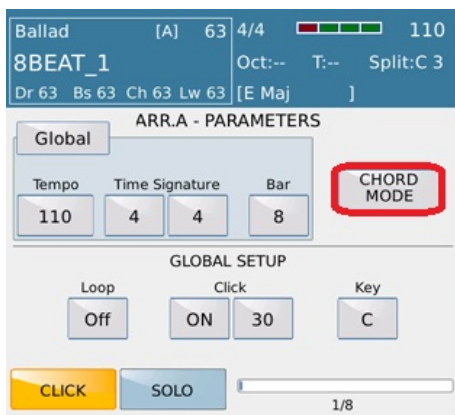 Ballad [A] 63 4/4 110
8BEAT_1 Oct:-- T:-- Split:C 3
Dr 63 Bs 63 Ch 63 Lw 63 [E Maj ]
ARR.A - PARAMETERS
Global
Tempo Time Signature Bar
110 4 4 8
CHORD
MODE
GLOBAL SETUP
Loop Click Key
Off ON 30 C
CLICK SOLO
1/8